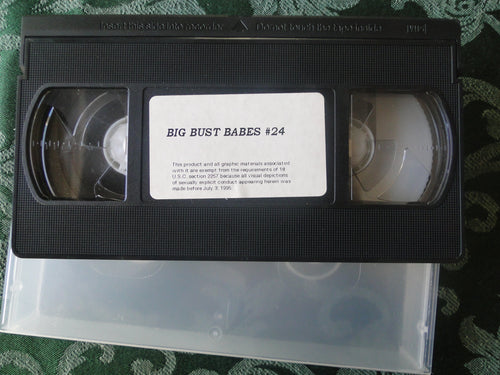 Insert this side into recorder △ Do not touch the tape inside VHS
BIG BUST BABES #24
This product and all graphic materials associated
with it are exempt from the requirements of 18
U.S.C. section 2257 because all visual depictions
of sexually explicit conduct appearing herein was
made before July 3, 1995.